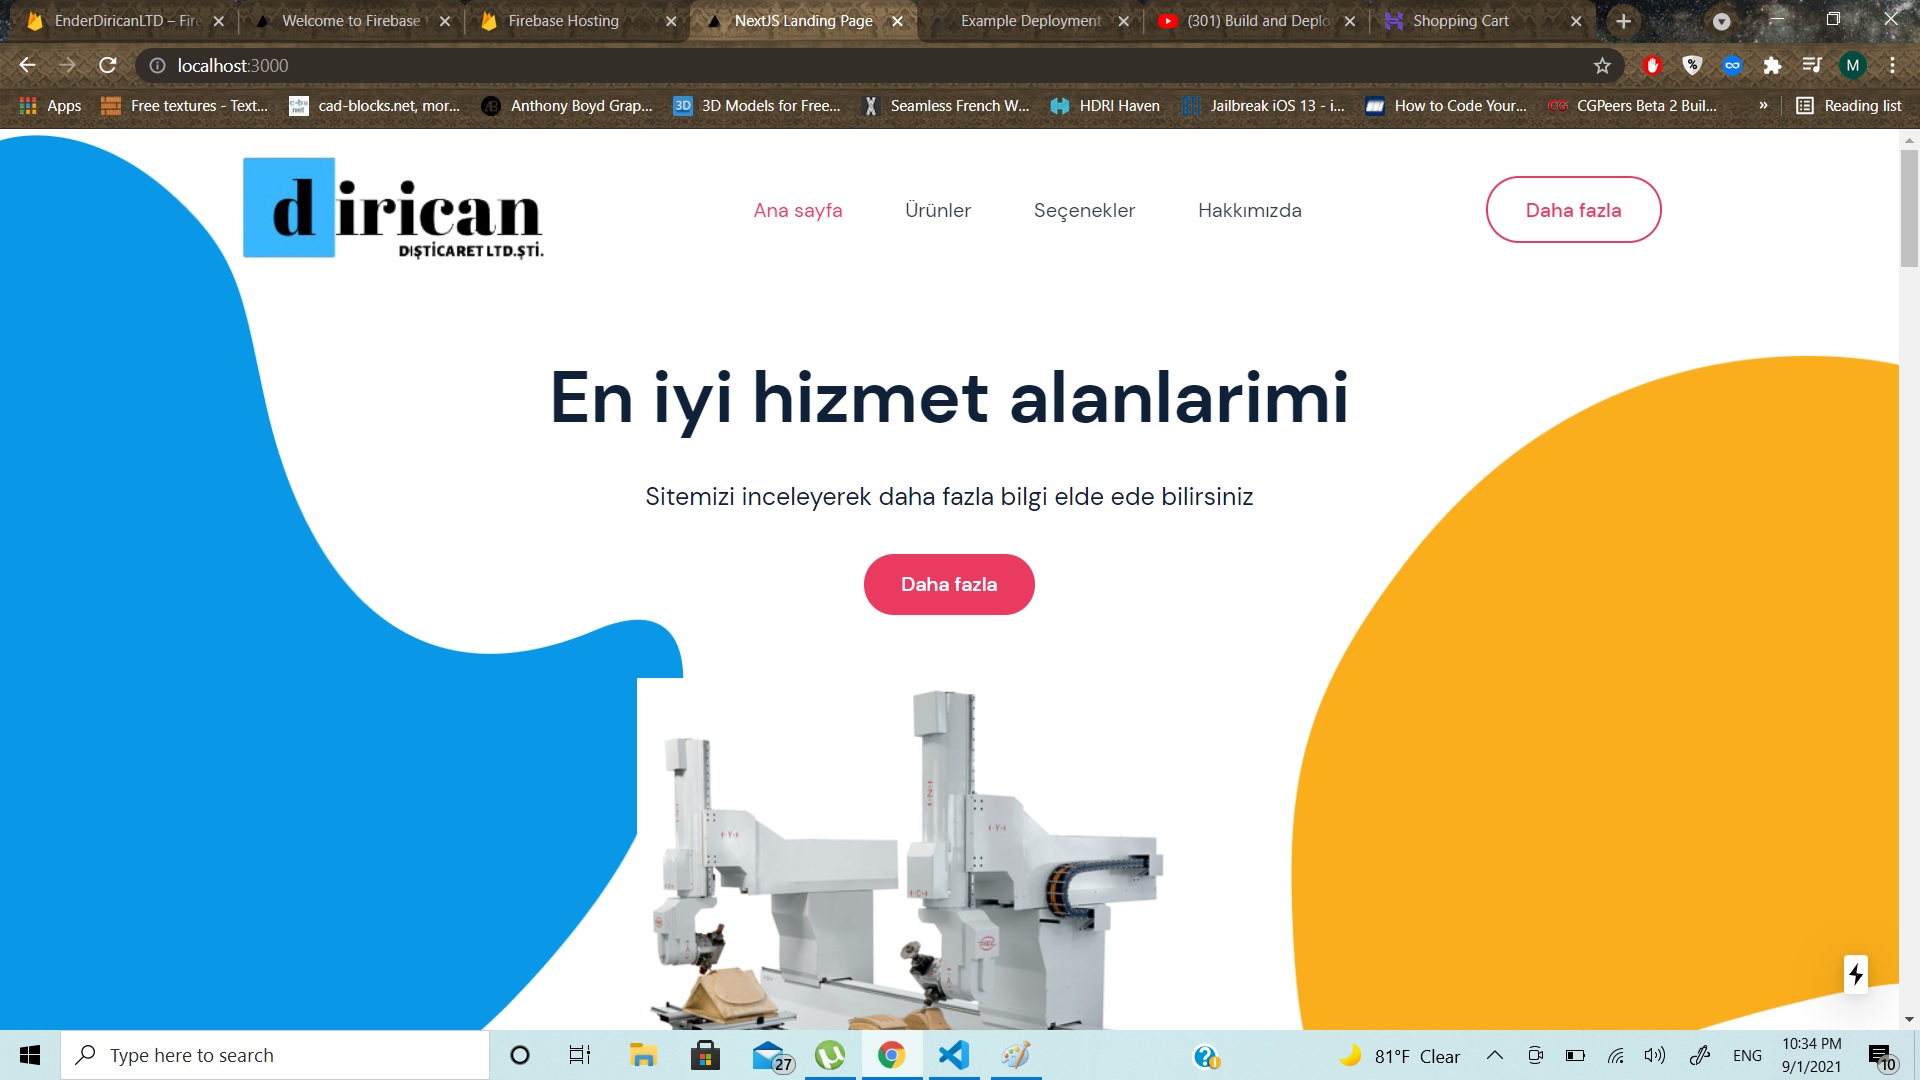 EnderDiricanLTD – Fire
Welcome to Firebase
Firebase Hosting
NextJS Landing Page
Example Deployment
(301) Build and Deplo
Shopping Cart
localhost:3000
M
Apps
Free textures - Text...
cad-blocks.net, mor...
Anthony Boyd Grap...
3D Models for Free...
Seamless French W...
HDRI Haven
Jailbreak iOS 13 - i...
How to Code Your...
CGPeers Beta 2 Buil...
»
Reading list
dirican
DIŞTİCARET LTD.ŞTİ.
Ana sayfa
Ürünler
Seçenekler
Hakkımızda
Daha fazla
En iyi hizmet alanlarimi
Sitemizi inceleyerek daha fazla bilgi elde ede bilirsiniz
Daha fazla
Type here to search
27
81°F Clear
ENG
10:34 PM
9/1/2021
10